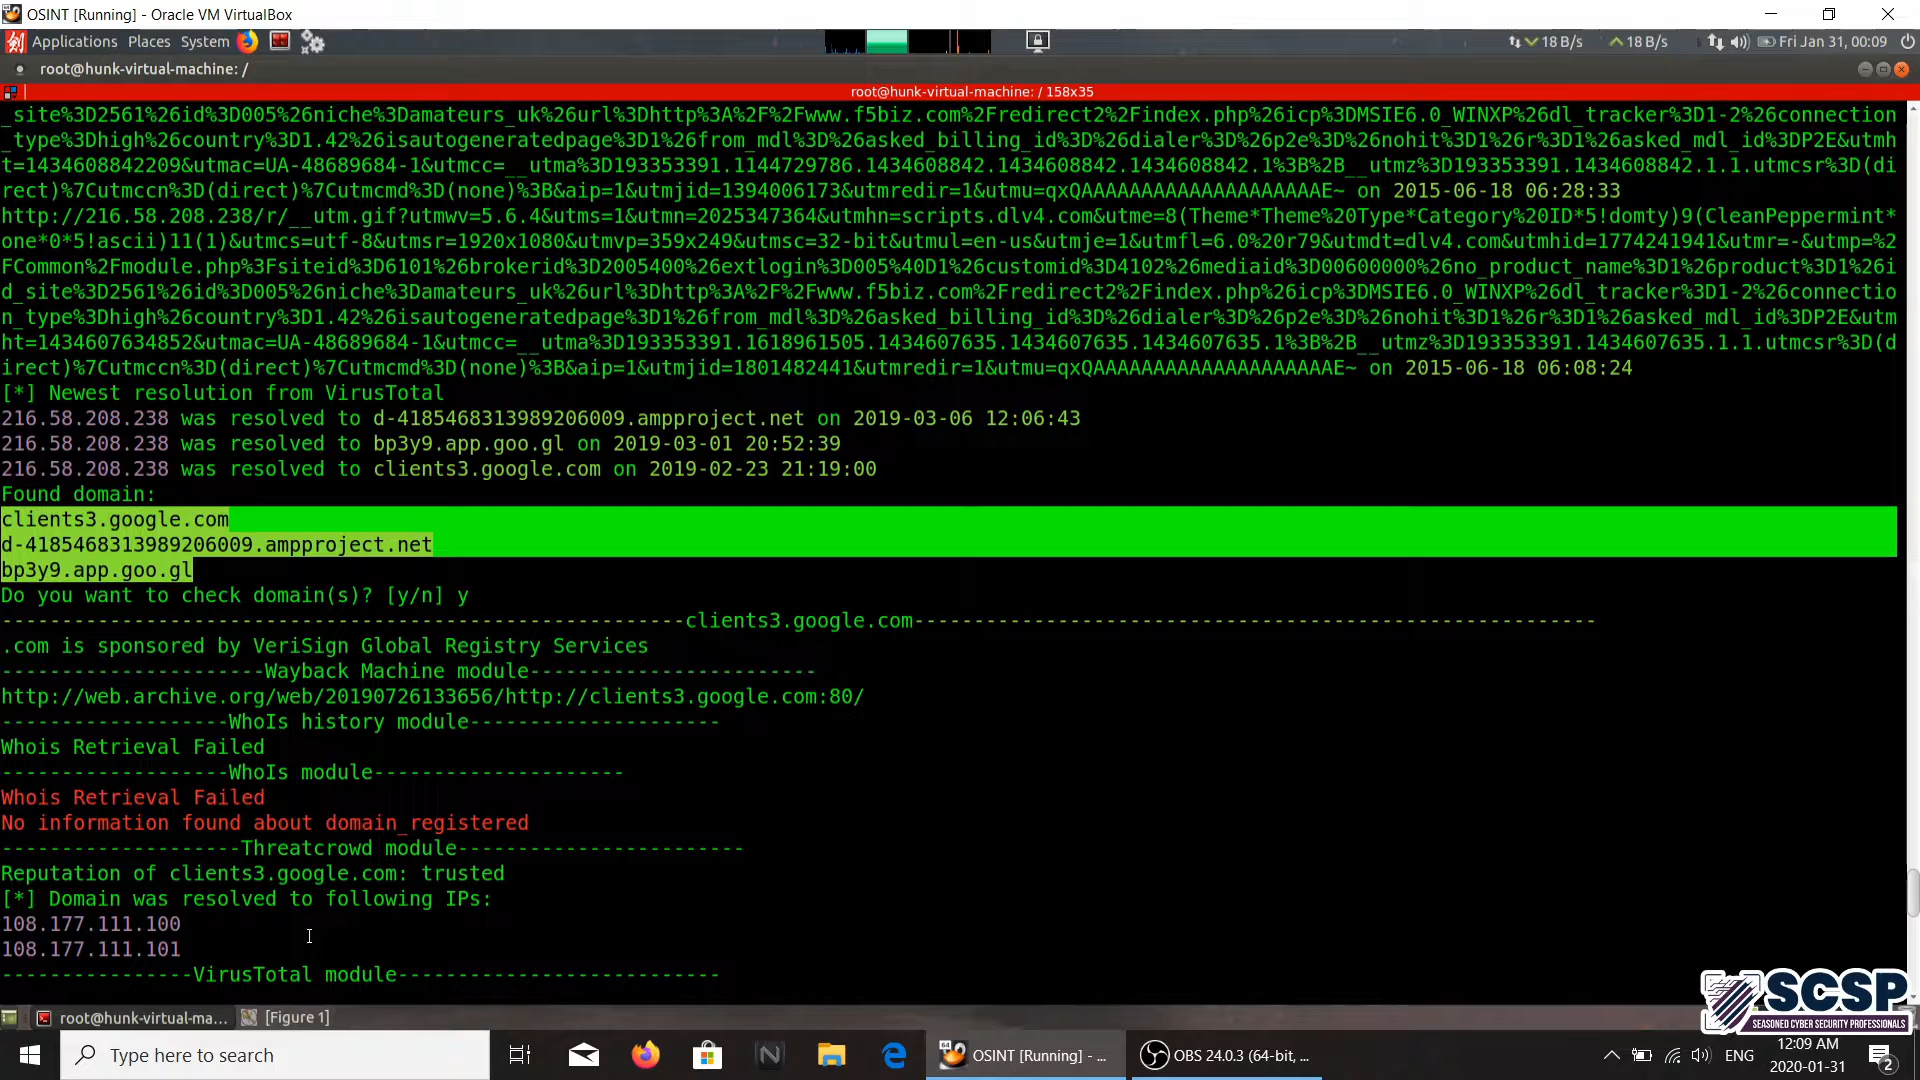 OSINT [Running] - Oracle VM VirtualBox
Applications Places System 18 B/s 18 B/s Fri Jan 31, 00:09
root@hunk-virtual-machine: /
root@hunk-virtual-machine: / 158x35
_site%3D2561%26id%3D005%26niche%3Damateurs_uk%26url%3Dhttp%3A%2F%2Fwww.f5biz.com%2Fredirect2%2Findex.php%26icp%3DMSIE6.0_WINXP%26dl_tracker%3D1-2%26connection
_type%3Dhigh%26country%3D1.42%26isautogeneratedpage%3D1%26from_mdl%3D%26asked_billing_id%3D%26dialer%3D%26p2e%3D%26nohit%3D1%26r%3D1%26asked_mdl_id%3DP2E&utmh
t=1434608842209&utmac=UA-48689684-1&utmcc=__utma%3D193353391.1144729786.1434608842.1434608842.1434608842.1%3B%2B__utmz%3D193353391.1434608842.1.1.utmcsr%3D(di
rect)%7Cutmccn%3D(direct)%7Cutmcmd%3D(none)%3B&aip=1&utmjid=1394006173&utmredir=1&utmu=qxQAAAAAAAAAAAAAAAAAAAAE~ on 2015-06-18 06:28:33
http://216.58.208.238/r/__utm.gif?utmwv=5.6.4&utms=1&utmn=2025347364&utmhn=scripts.dlv4.com&utme=8(Theme*Theme%20Type*Category%20ID*5!domty)9(CleanPeppermint*
one*0*5!ascii)11(1)&utmcs=utf-8&utmsr=1920x1080&utmvp=359x249&utmsc=32-bit&utmul=en-us&utmje=1&utmfl=6.0%20r79&utmdt=dlv4.com&utmhid=1774241941&utmr=-&utmp=%2
FCommon%2Fmodule.php%3Fsiteid%3D6101%26brokerid%3D2005400%26extlogin%3D005%40D1%26customid%3D4102%26mediaid%3D00600000%26no_product_name%3D1%26product%3D1%26i
d_site%3D2561%26id%3D005%26niche%3Damateurs_uk%26url%3Dhttp%3A%2F%2Fwww.f5biz.com%2Fredirect2%2Findex.php%26icp%3DMSIE6.0_WINXP%26dl_tracker%3D1-2%26connectio
n_type%3Dhigh%26country%3D1.42%26isautogeneratedpage%3D1%26from_mdl%3D%26asked_billing_id%3D%26dialer%3D%26p2e%3D%26nohit%3D1%26r%3D1%26asked_mdl_id%3DP2E&utm
ht=1434607634852&utmac=UA-48689684-1&utmcc=__utma%3D193353391.1618961505.1434607635.1434607635.1434607635.1%3B%2B__utmz%3D193353391.1434607635.1.1.utmcsr%3D(d
irect)%7Cutmccn%3D(direct)%7Cutmcmd%3D(none)%3B&aip=1&utmjid=1801482441&utmredir=1&utmu=qxQAAAAAAAAAAAAAAAAAAAAE~ on 2015-06-18 06:08:24
[*] Newest resolution from VirusTotal
216.58.208.238 was resolved to d-4185468313989206009.ampproject.net on 2019-03-06 12:06:43
216.58.208.238 was resolved to bp3y9.app.goo.gl on 2019-03-01 20:52:39
216.58.208.238 was resolved to clients3.google.com on 2019-02-23 21:19:00
Found domain:
clients3.google.com
d-4185468313989206009.ampproject.net
bp3y9.app.goo.gl
Do you want to check domain(s)? [y/n] y
---------------------------------------------------------clients3.google.com---------------------------------------------------------
.com is sponsored by VeriSign Global Registry Services
----------------------Wayback Machine module------------------------
http://web.archive.org/web/20190726133656/http://clients3.google.com:80/
-------------------WhoIs history module---------------------
Whois Retrieval Failed
-------------------WhoIs module---------------------
Whois Retrieval Failed
No information found about domain_registered
--------------------Threatcrowd module------------------------
Reputation of clients3.google.com: trusted
[*] Domain was resolved to following IPs:
108.177.111.100
108.177.111.101
----------------VirusTotal module---------------------------
SCSP
SEASONED CYBER SECURITY PROFESSIONALS
root@hunk-virtual-ma... [Figure 1]
Type here to search
OSINT [Running] - ...
OBS 24.0.3 (64-bit, ...
ENG
12:09 AM
2020-01-31
2